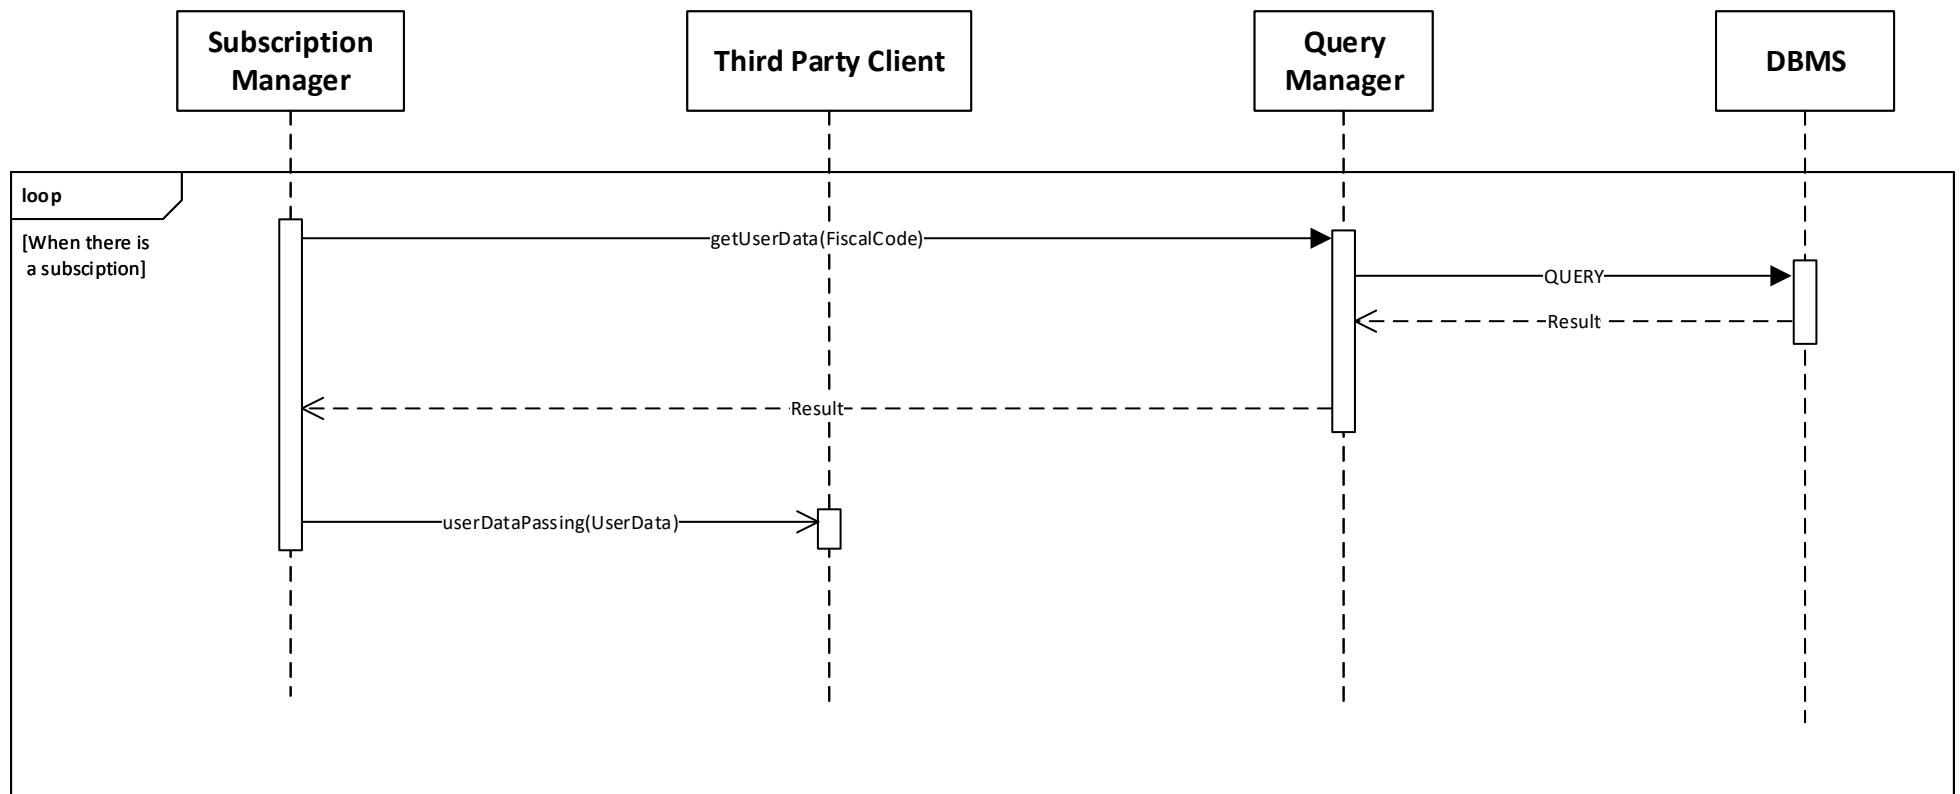 Subscription
Manager
Third Party Client
Query
Manager
DBMS
loop
[When there is
a subsciption]
getUserData(FiscalCode)
QUERY
Result
Result
userDataPassing(UserData)